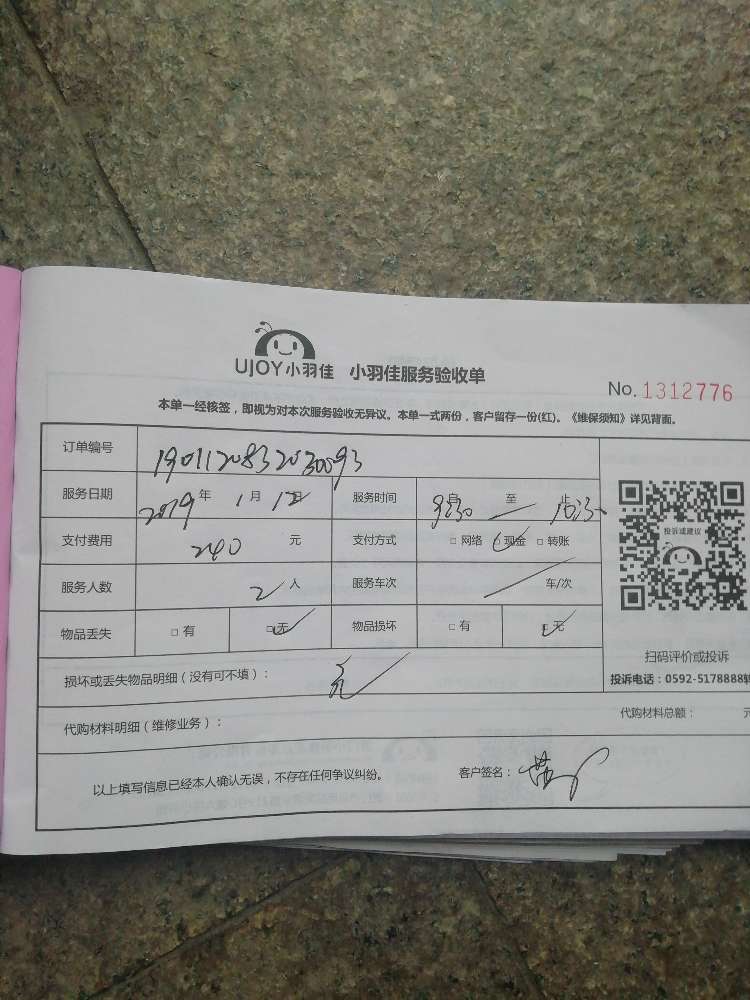 UJOY小羽佳 小羽佳服务验收单
No. 1312776
本单一经核签，即视为对本次服务验收无异议。本单一式两份，客户留存一份(红)。《维保须知》详见背面。
订单编号 1901120832030093
服务日期 2019 年 1 月 12 日 服务时间 9:30 自 至 止
支付费用 240 元 支付方式 □ 网络 □ 现金 □ 转账
投诉或建议
服务人数 2 人 服务车次 车/次
物品丢失 □ 有 □ 无 物品损坏 □ 有 □ 无
扫码评价或投诉
损坏或丢失物品明细（没有可不填）： 无
投诉电话：0592-5178888
代购材料明细（维修业务）： 代购材料总额： 元
以上填写信息已经本人确认无误，不存在任何争议纠纷。 客户签名：